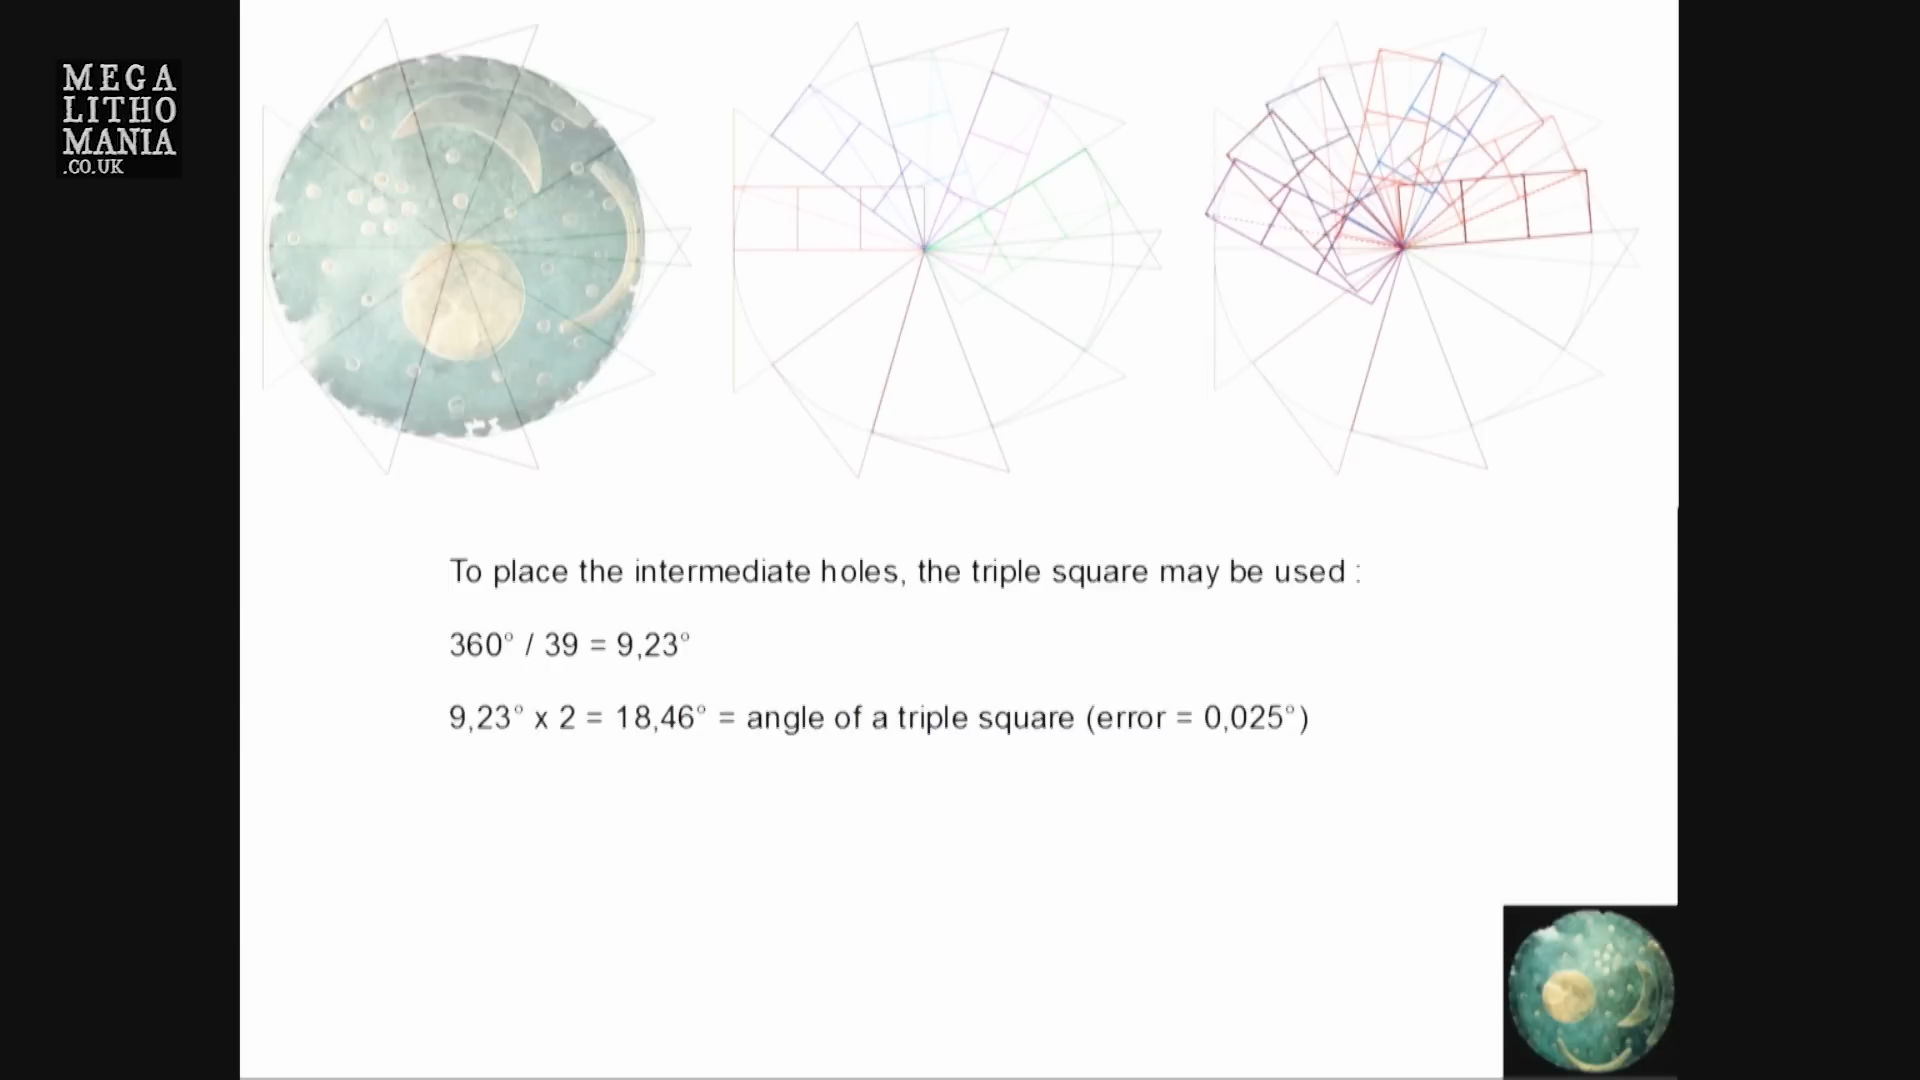 MEGA
LITHO
MANIA
.CO.UK
To place the intermediate holes, the triple square may be used :
360° / 39 = 9,23°
9,23° x 2 = 18,46° = angle of a triple square (error = 0,025°)